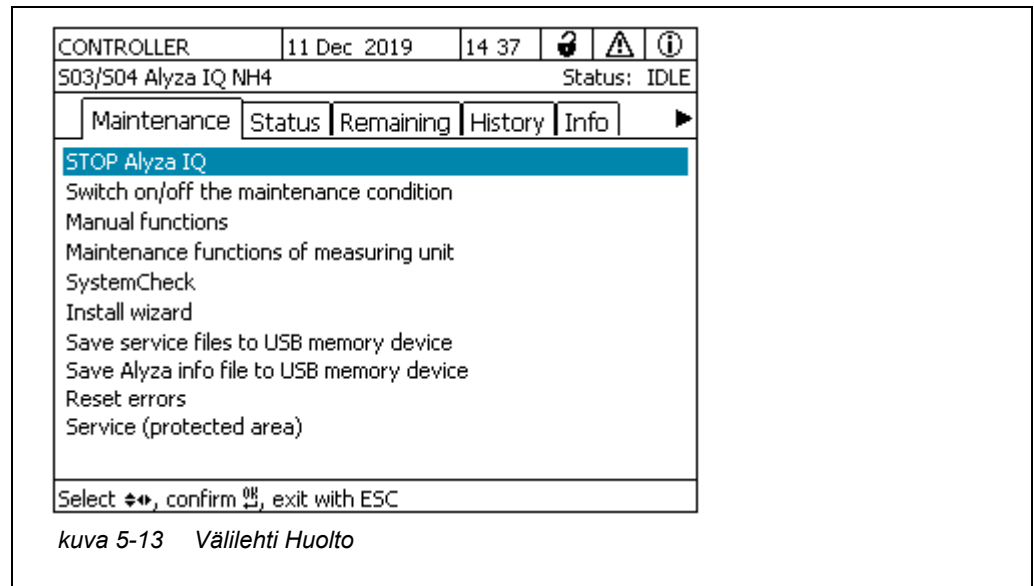 CONTROLLER 11 Dec 2019 14 37
S03/S04 Alyza IQ NH4 Status: IDLE
Maintenance Status Remaining History Info
STOP Alyza IQ
Switch on/off the maintenance condition
Manual functions
Maintenance functions of measuring unit
SystemCheck
Install wizard
Save service files to USB memory device
Save Alyza info file to USB memory device
Reset errors
Service (protected area)
Select ♦◆, confirm OK, exit with ESC
kuva 5-13 Välilehti Huolto